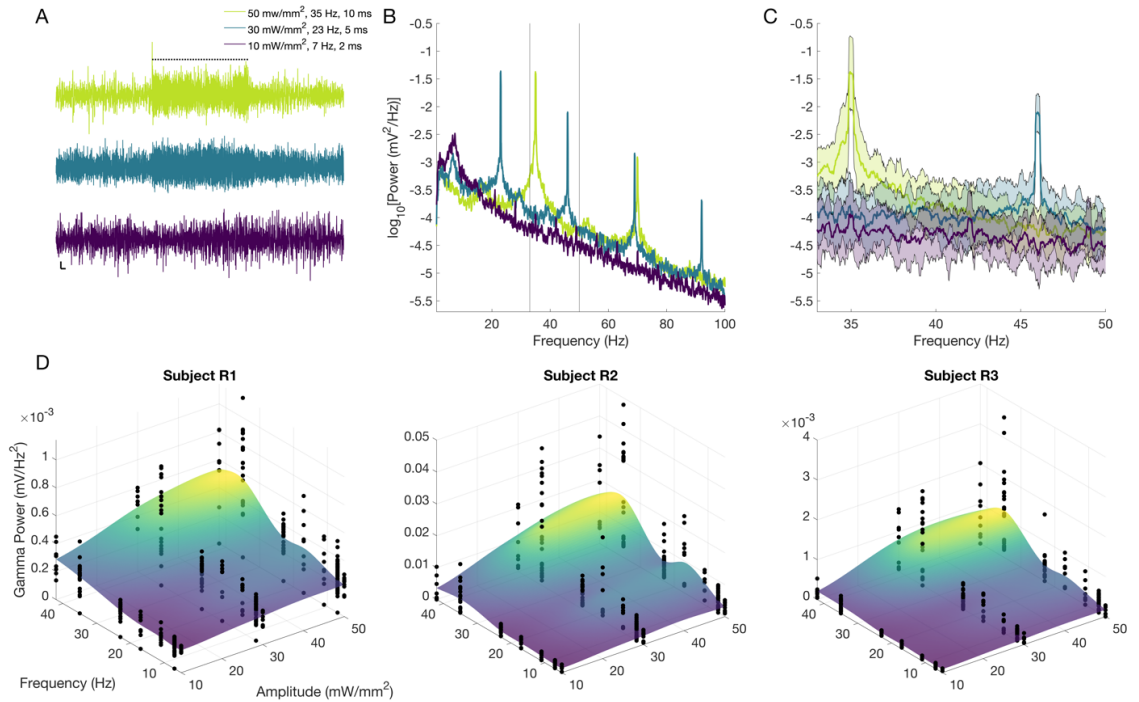 A
50 mw/mm², 35 Hz, 10 ms
30 mW/mm², 23 Hz, 5 ms
10 mW/mm², 7 Hz, 2 ms
B
log₁₀[Power (mV²/Hz)]
-0.5
-1
-1.5
-2
-2.5
-3
-3.5
-4
-4.5
-5
-5.5
20 40 60 80 100
Frequency (Hz)
C
-0.5
-1
-1.5
-2
-2.5
-3
-3.5
-4
-4.5
-5
-5.5
35 40 45 50
Frequency (Hz)
D
Subject R1
×10⁻³
Gamma Power (mV/Hz²)
1
0.8
0.6
0.4
0.2
0
40 30 20 10
Frequency (Hz)
10 20 30 40 50
Amplitude (mW/mm²)
Subject R2
0.05
0.04
0.03
0.02
0.01
0
40 30 20 10
10 20 30 40 50
Subject R3
×10⁻³
4
3
2
1
0
40 30 20 10
10 20 30 40 50